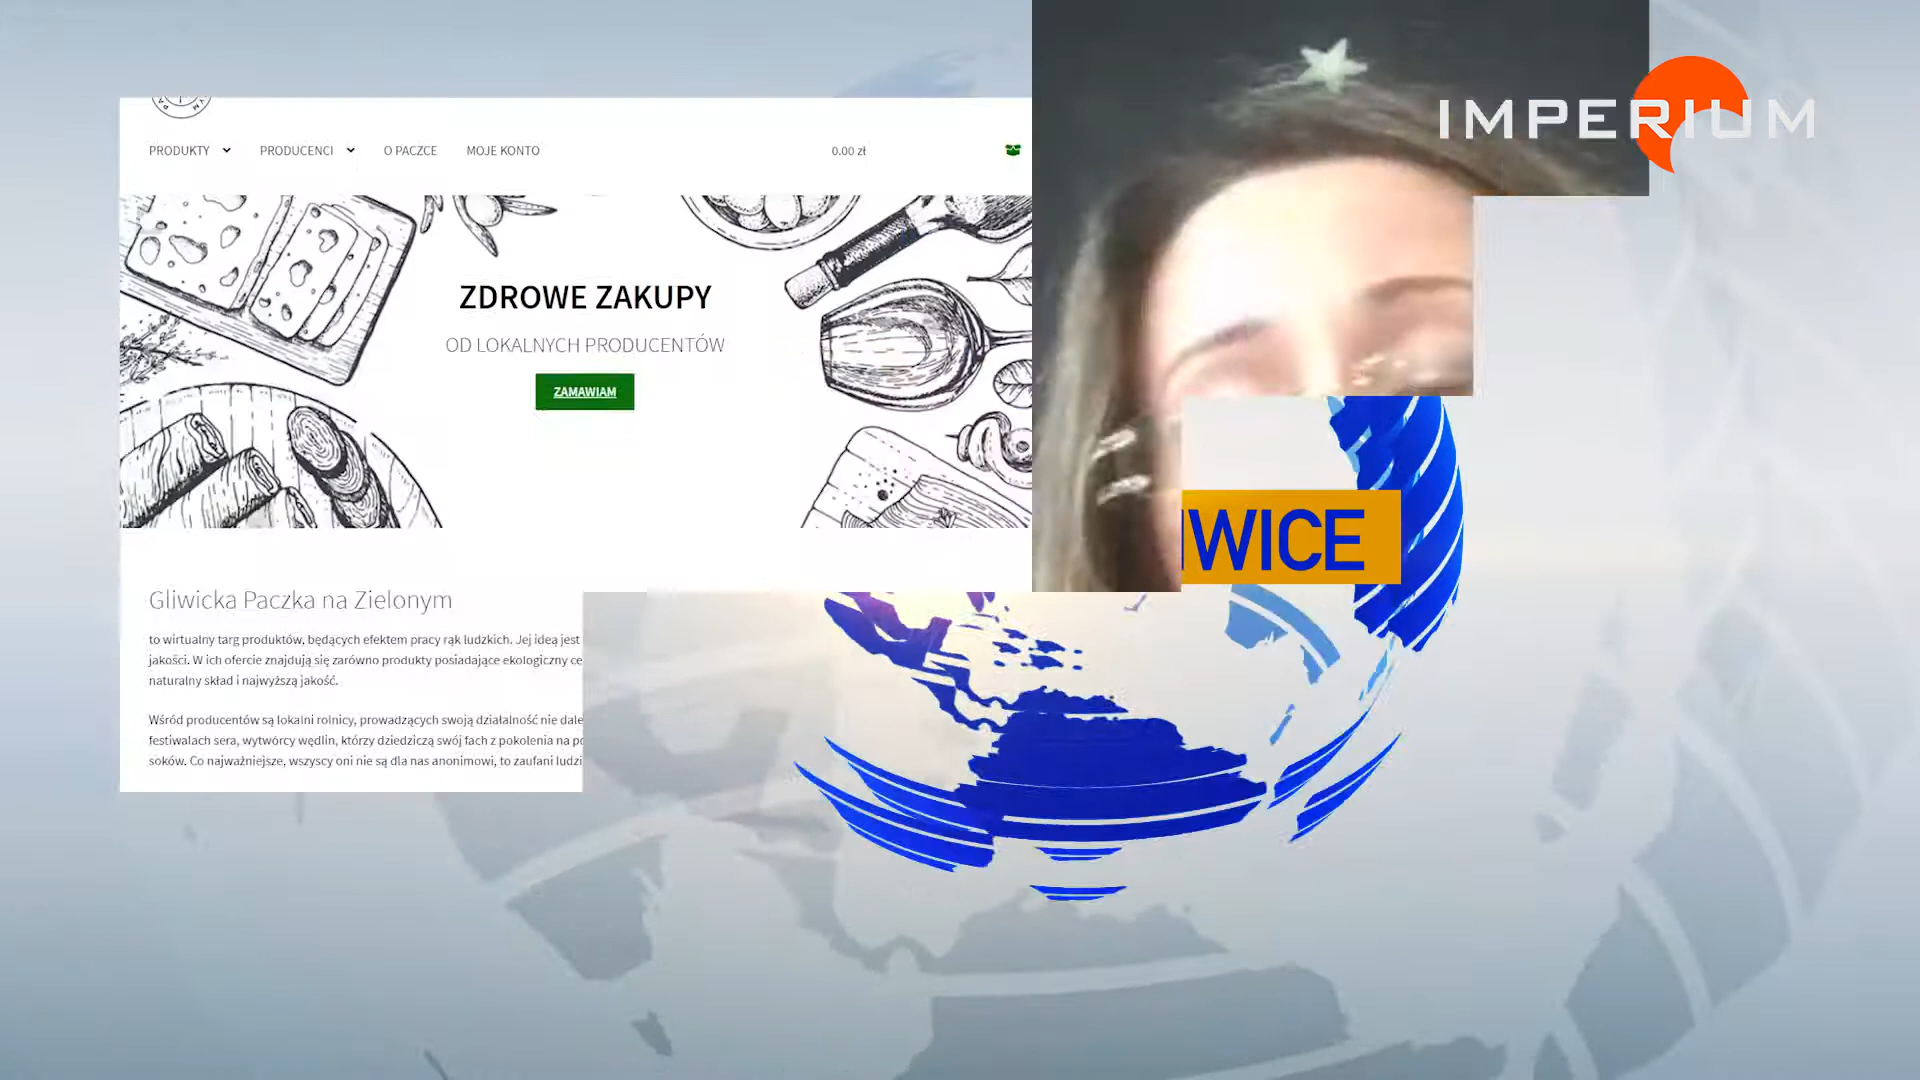 IMPERIUM
PRODUKTY
PRODUCENCI
O PACZCE
MOJE KONTO
0.00 zł
ZDROWE ZAKUPY
OD LOKALNYCH PRODUCENTÓW
ZAMAWIAM
IWICE
Gliwicka Paczka na Zielonym
to wirtualny targ produktów, będących efektem pracy rąk ludzkich. Jej ideą jest
jakości. W ich ofercie znajdują się zarówno produkty posiadające ekologiczny ce
naturalny skład i najwyższą jakość.
Wśród producentów są lokalni rolnicy, prowadzących swoją działalność nie dale
festiwalach sera, wytwórcy wędlin, którzy dziedziczą swój fach z pokolenia na po
soków. Co najważniejsze, wszyscy oni nie są dla nas anonimowi, to zaufani ludzi